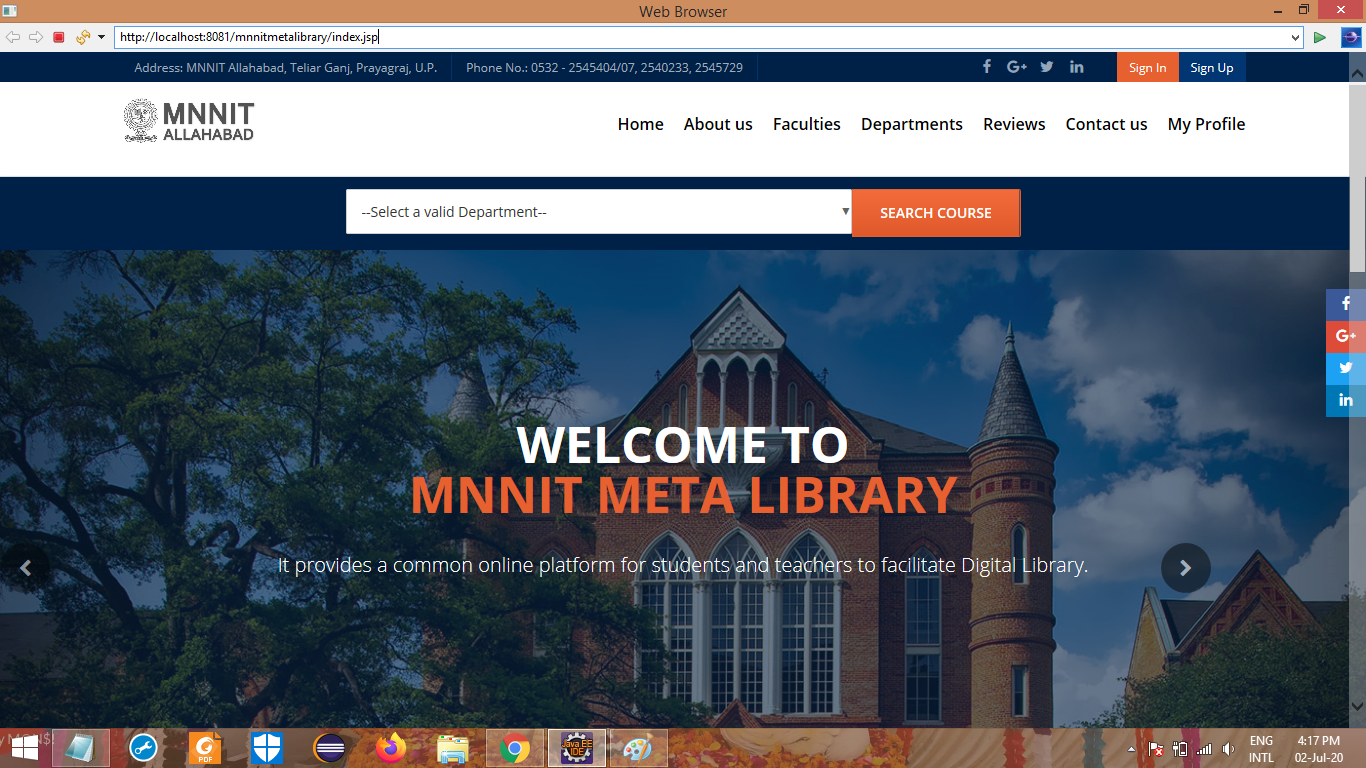 Web Browser
http://localhost:8081/mnnitmetalibrary/index.jsp
Address: MNNIT Allahabad, Teliar Ganj, Prayagraj, U.P. Phone No.: 0532 - 2545404/07, 2540233, 2545729 Sign In Sign Up
MNNIT
ALLAHABAD
Home About us Faculties Departments Reviews Contact us My Profile
--Select a valid Department-- SEARCH COURSE
WELCOME TO
MNNIT META LIBRARY
It provides a common online platform for students and teachers to facilitate Digital Library.
PDF
Java EE
IDE
ENG
INTL
4:17 PM
02-Jul-20